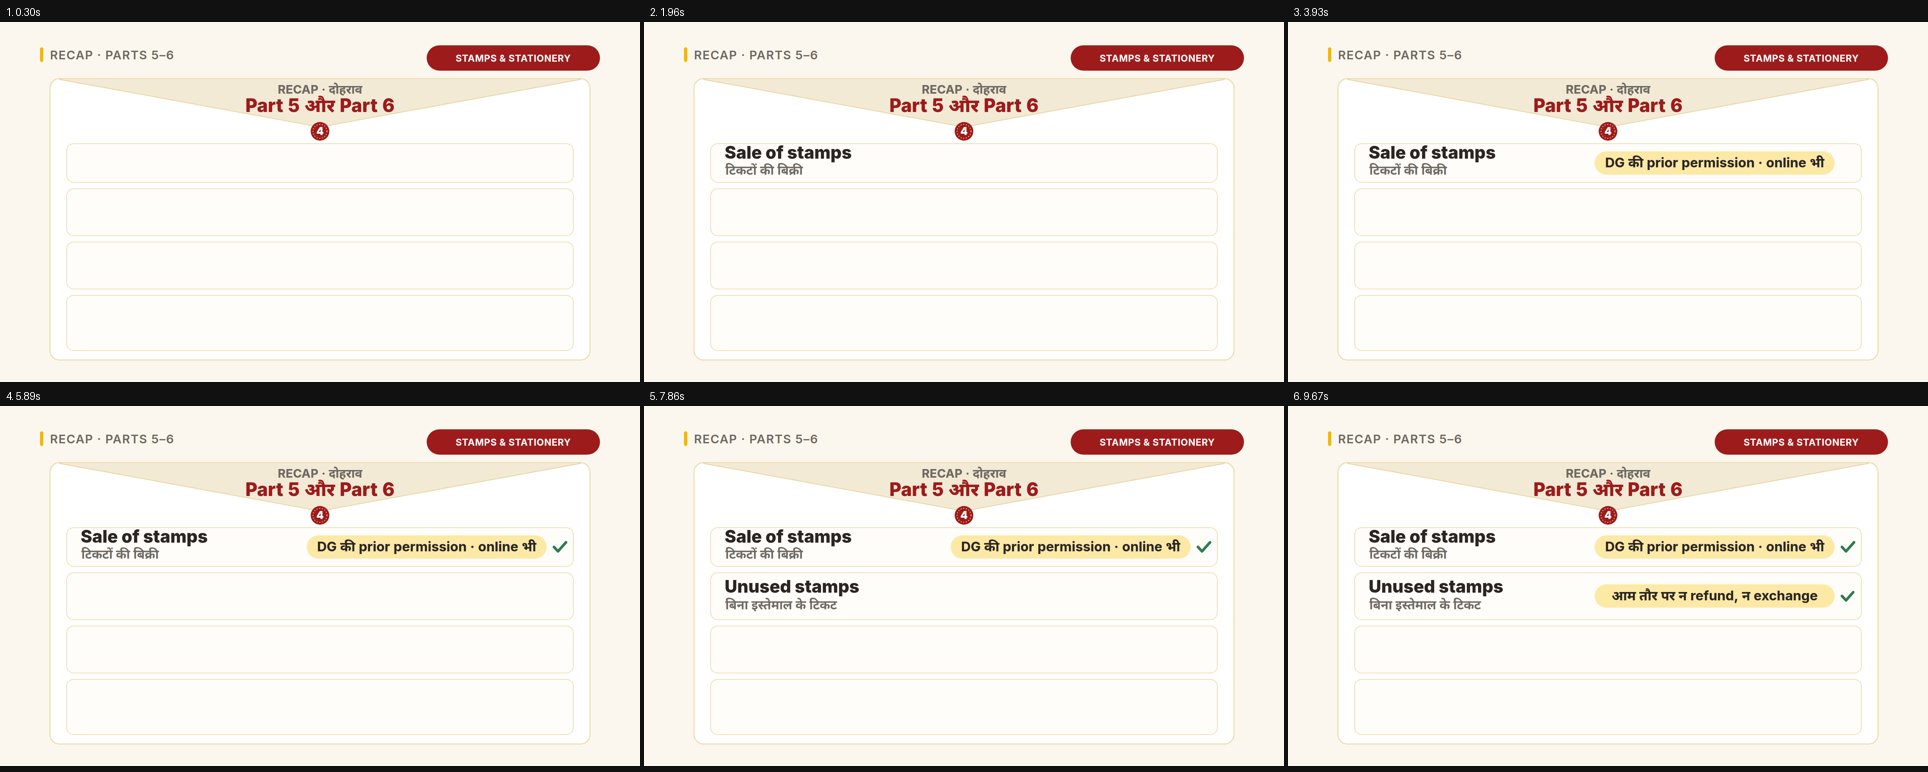 1. 0.30s
RECAP · PARTS 5–6
STAMPS & STATIONERY
RECAP · दोहराव
Part 5 और Part 6
4
2. 1.96s
RECAP · PARTS 5–6
STAMPS & STATIONERY
RECAP · दोहराव
Part 5 और Part 6
4
Sale of stamps
टिकटों की बिक्री
3. 3.93s
RECAP · PARTS 5–6
STAMPS & STATIONERY
RECAP · दोहराव
Part 5 और Part 6
4
Sale of stamps
टिकटों की बिक्री
DG की prior permission · online भी
4. 5.89s
RECAP · PARTS 5–6
STAMPS & STATIONERY
RECAP · दोहराव
Part 5 और Part 6
4
Sale of stamps
टिकटों की बिक्री
DG की prior permission · online भी
5. 7.86s
RECAP · PARTS 5–6
STAMPS & STATIONERY
RECAP · दोहराव
Part 5 और Part 6
4
Sale of stamps
टिकटों की बिक्री
DG की prior permission · online भी
Unused stamps
बिना इस्तेमाल के टिकट
6. 9.67s
RECAP · PARTS 5–6
STAMPS & STATIONERY
RECAP · दोहराव
Part 5 और Part 6
4
Sale of stamps
टिकटों की बिक्री
DG की prior permission · online भी
Unused stamps
बिना इस्तेमाल के टिकट
आम तौर पर न refund, न exchange